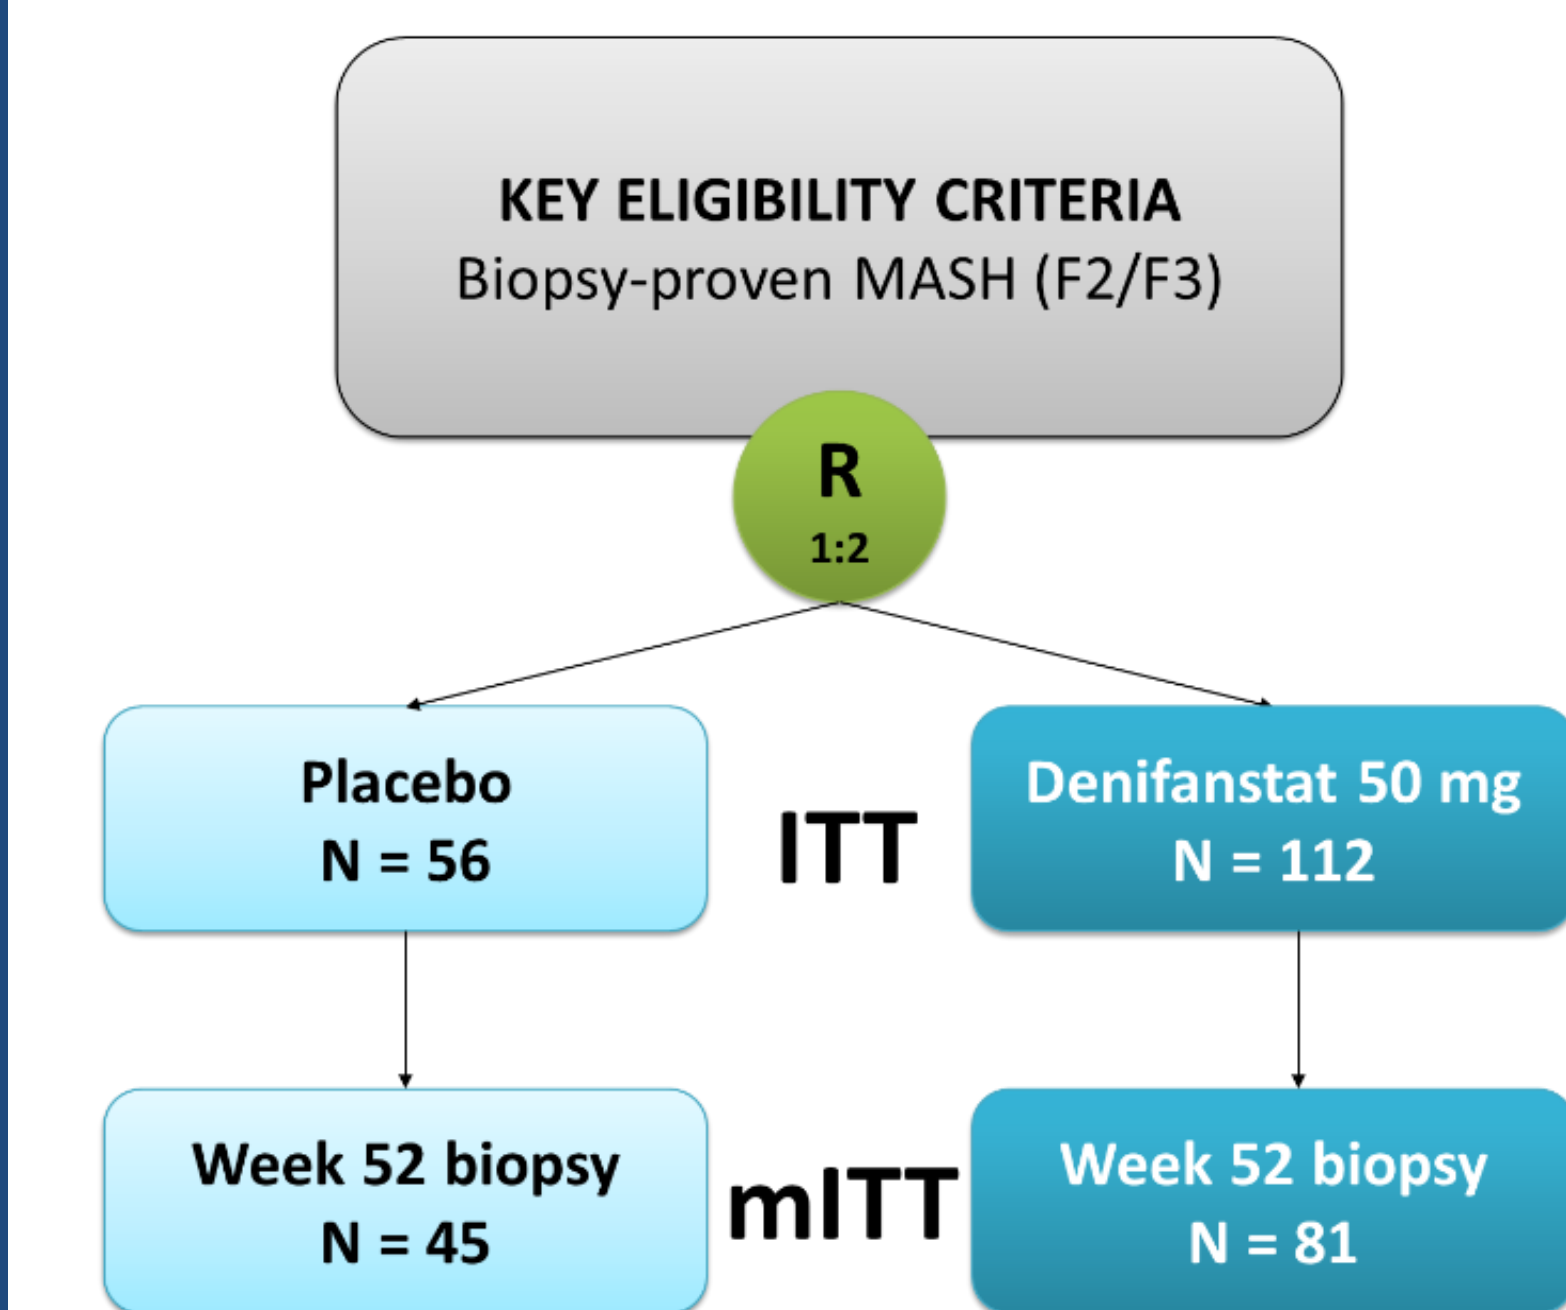 KEY ELIGIBILITY CRITERIA
Biopsy-proven MASH (F2/F3)
R
1:2
Placebo
N = 56
ITT
Denifanstat 50 mg
N = 112
Week 52 biopsy
N = 45
mITT
Week 52 biopsy
N = 81